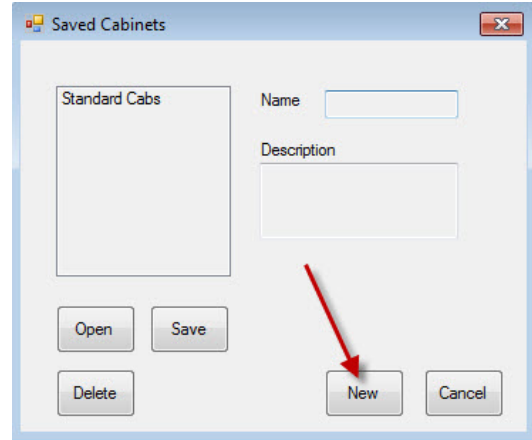 Saved Cabinets
Standard Cabs
Name
Description
Open
Save
Delete
New
Cancel